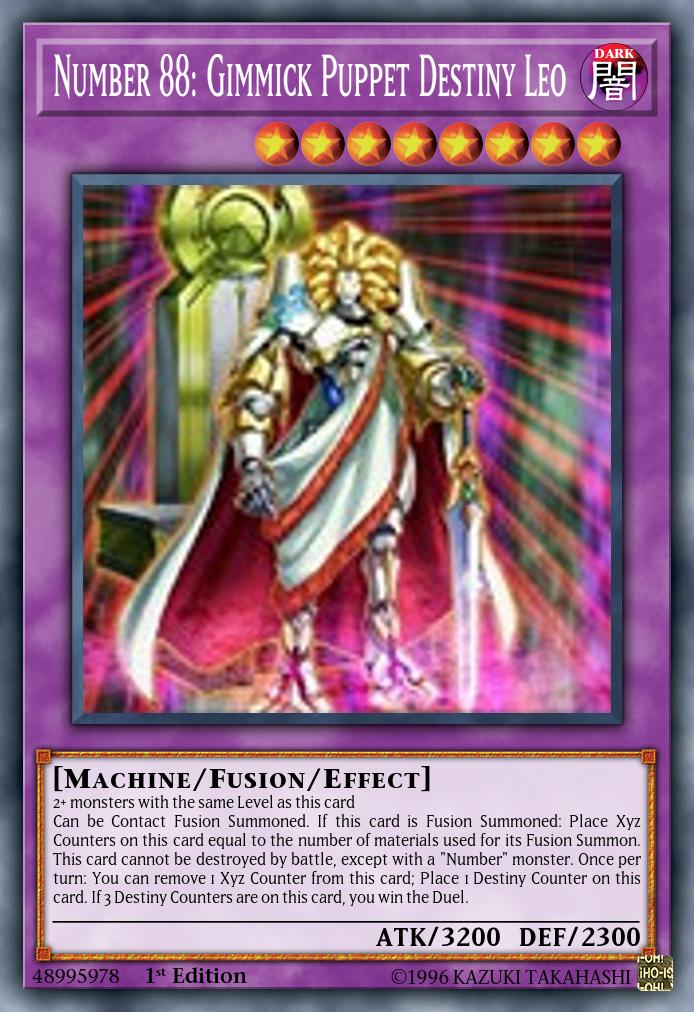 NUMBER 88: GIMMICK PUPPET DESTINY LEO
DARK
闇
[MACHINE/FUSION/EFFECT]
2+ monsters with the same Level as this card
Can be Contact Fusion Summoned. If this card is Fusion Summoned: Place Xyz
Counters on this card equal to the number of materials used for its Fusion Summon.
This card cannot be destroyed by battle, except with a "Number" monster. Once per
turn: You can remove 1 Xyz Counter from this card; Place 1 Destiny Counter on this
card. If 3 Destiny Counters are on this card, you win the Duel.
ATK/3200 DEF/2300
48995978 1st Edition ©1996 KAZUKI TAKAHASHI